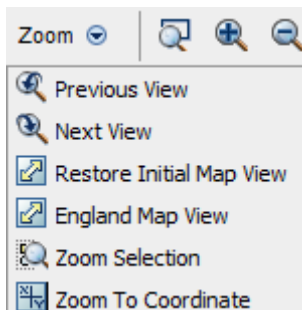 Zoom
Previous View
Next View
Restore Initial Map View
England Map View
Zoom Selection
Zoom To Coordinate